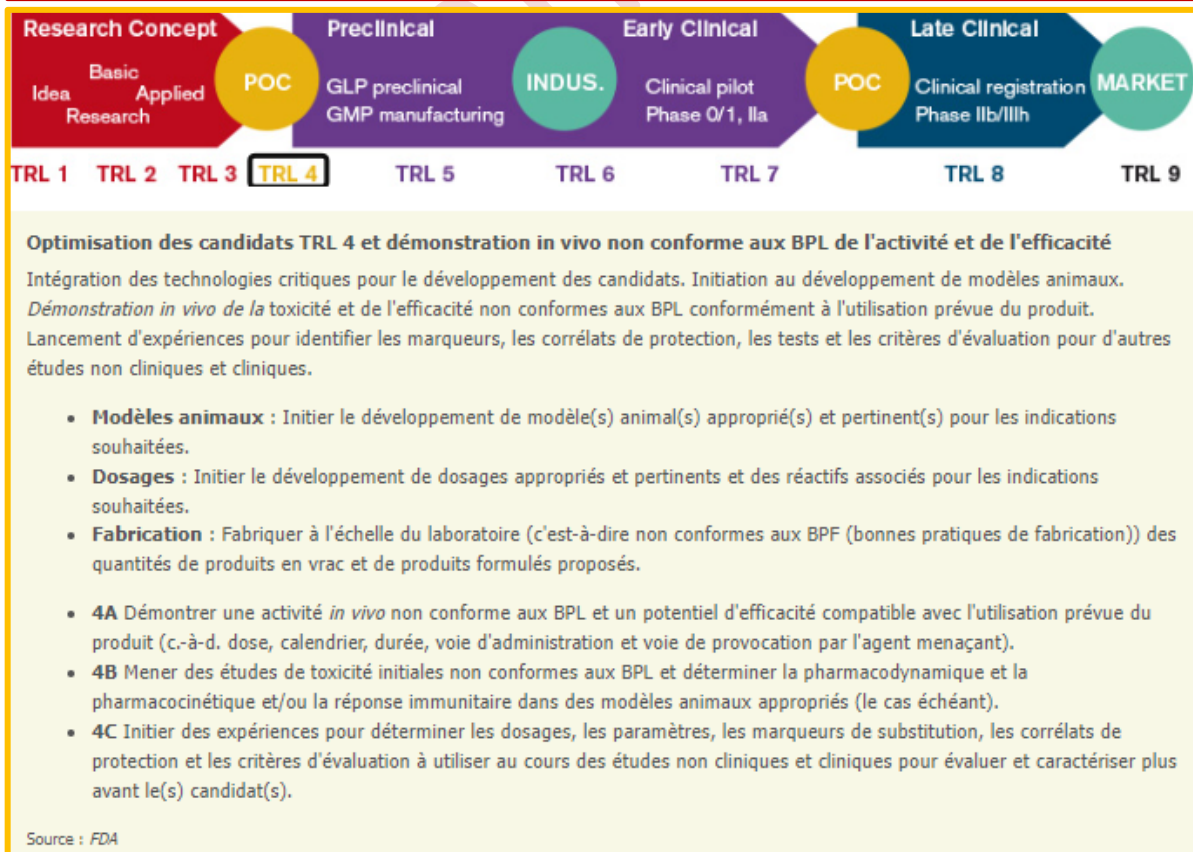 Research Concept
Preclinical
Early Clinical
Late Clinical
Basic
Idea Applied
Research
POC
GLP preclinical
GMP manufacturing
INDUS.
Clinical pilot
Phase 0/1, IIa
POC
Clinical registration
Phase IIb/IIIh
MARKET
TRL 1 TRL 2 TRL 3 TRL 4 TRL 5 TRL 6 TRL 7 TRL 8 TRL 9
Optimisation des candidats TRL 4 et démonstration in vivo non conforme aux BPL de l'activité et de l'efficacité
Intégration des technologies critiques pour le développement des candidats. Initiation au développement de modèles animaux.
Démonstration in vivo de la toxicité et de l'efficacité non conformes aux BPL conformément à l'utilisation prévue du produit.
Lancement d'expériences pour identifier les marqueurs, les corrélats de protection, les tests et les critères d'évaluation pour d'autres
études non cliniques et cliniques.
• Modèles animaux : Initier le développement de modèle(s) animal(s) approprié(s) et pertinent(s) pour les indications
souhaitées.
• Dosages : Initier le développement de dosages appropriés et pertinents et des réactifs associés pour les indications
souhaitées.
• Fabrication : Fabriquer à l'échelle du laboratoire (c'est-à-dire non conformes aux BPF (bonnes pratiques de fabrication)) des
quantités de produits en vrac et de produits formulés proposés.
• 4A Démontrer une activité in vivo non conforme aux BPL et un potentiel d'efficacité compatible avec l'utilisation prévue du
produit (c.-à-d. dose, calendrier, durée, voie d'administration et voie de provocation par l'agent menaçant).
• 4B Mener des études de toxicité initiales non conformes aux BPL et déterminer la pharmacodynamique et la
pharmacocinétique et/ou la réponse immunitaire dans des modèles animaux appropriés (le cas échéant).
• 4C Initier des expériences pour déterminer les dosages, les paramètres, les marqueurs de substitution, les corrélats de
protection et les critères d'évaluation à utiliser au cours des études non cliniques et cliniques pour évaluer et caractériser plus
avant le(s) candidat(s).
Source : FDA